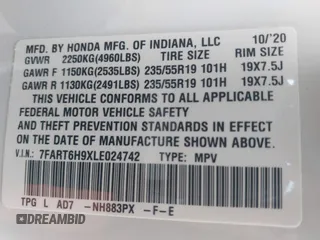 MFD. BY HONDA MFG. OF INDIANA, LLC 10/'20
GVWR 2250KG(4960LBS) TIRE SIZE RIM SIZE
GAWR F 1150KG(2535LBS) 235/55R19 101H 19X7.5J
GAWR R 1130KG(2491LBS) 235/55R19 101H 19X7.5J
THIS VEHICLE CONFORMS TO ALL APPLICABLE
FEDERAL MOTOR VEHICLE SAFETY
AND THEFT PREVENTION STANDARDS IN EFFECT
ON THE DATE OF MANUFACTURE SHOWN ABOVE.
V.I.N.: 7FART6H9XLE024742 TYPE: MPV
TPG L AD7 -NH883PX -F-E
© DREAMBID
DREAMBID